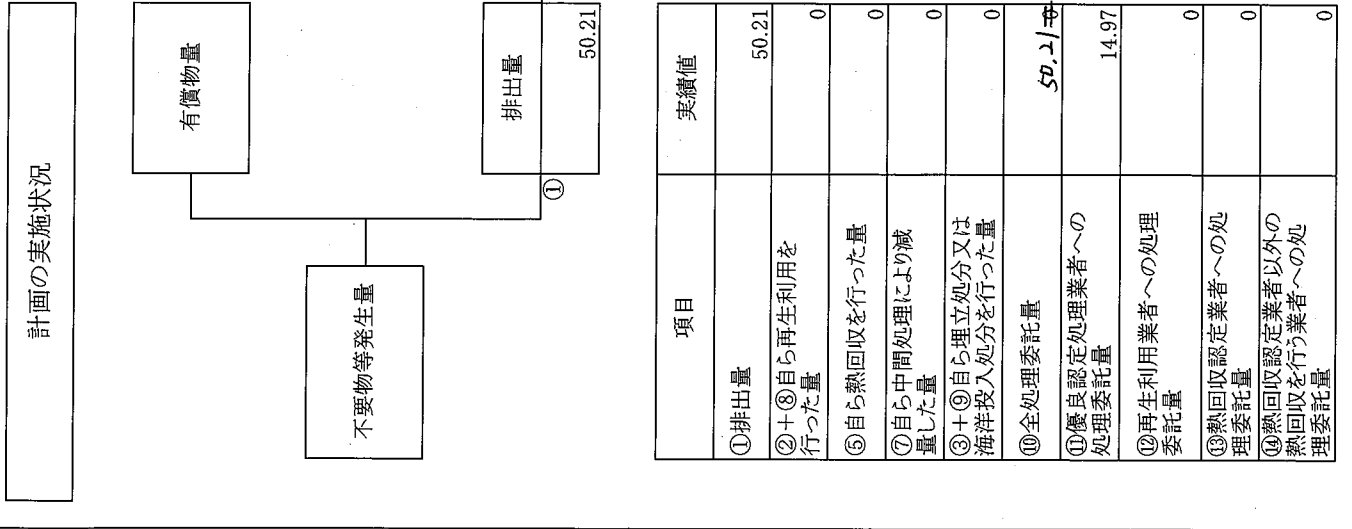 計画の実施状況
有償物量
不要物等発生量
排出量
①
50.21
項目
実績値
①排出量
50.21
②+⑧自ら再生利用を
行った量
0
⑤自ら熱回収を行った量
0
⑦自ら中間処理により減
量した量
0
③+⑨自ら埋立処分又は
海洋投入処分を行った量
0
⑩全処理委託量
50.21 0
⑪優良認定処理業者への
処理委託量
14.97
⑫再生利用業者への処理
委託量
0
⑬熱回収認定業者への処
理委託量
0
⑭熱回収認定業者以外の
熱回収を行う業者への処
理委託量
0